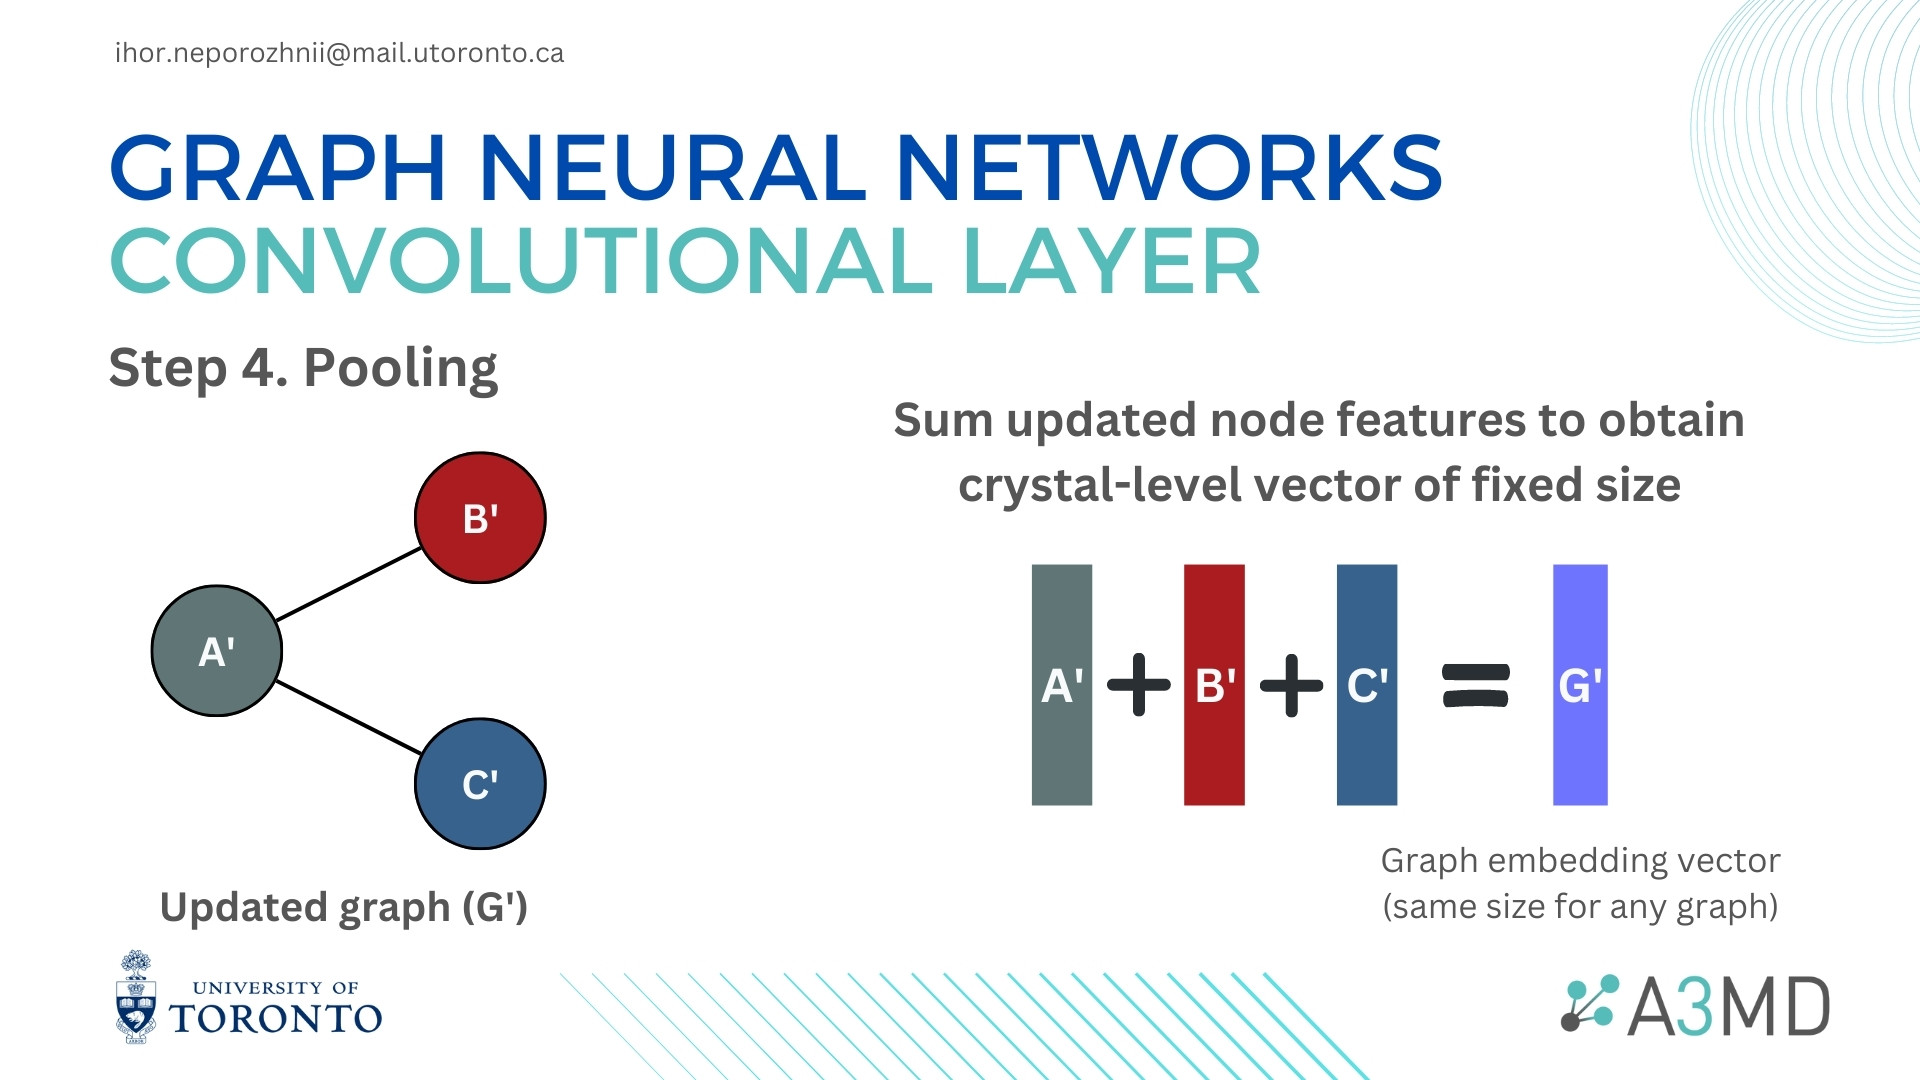 ihor.neporozhnii@mail.utoronto.ca
GRAPH NEURAL NETWORKS
CONVOLUTIONAL LAYER
Step 4. Pooling
B'
A'
C'
Updated graph (G')
Sum updated node features to obtain
crystal-level vector of fixed size
A' + B' + C' = G'
Graph embedding vector
(same size for any graph)
UNIVERSITY OF
TORONTO
A3MD